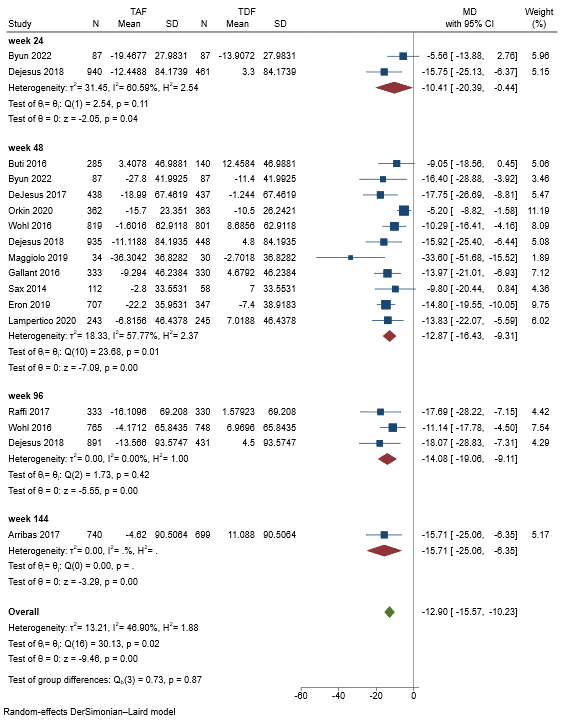 TAF TDF MD Weight
Study N Mean SD N Mean SD with 95% CI (%)
week 24
Byun 2022 87 -19.4677 27.9831 87 -13.9072 27.9831 -5.56 [ -13.88, 2.76] 5.96
Dejesus 2018 940 -12.4488 84.1739 461 3.3 84.1739 -15.75 [ -25.13, -6.37] 5.15
Heterogeneity: τ² = 31.45, I² = 60.59%, H² = 2.54 -10.41 [ -20.39, -0.44]
Test of θᵢ = θⱼ: Q(1) = 2.54, p = 0.11
Test of θ = 0: z = -2.05, p = 0.04
week 48
Buti 2016 285 3.4078 46.9881 140 12.4584 46.9881 -9.05 [ -18.56, 0.45] 5.06
Byun 2022 87 -27.8 41.9925 87 -11.4 41.9925 -16.40 [ -28.88, -3.92] 3.46
DeJesus 2017 438 -18.99 67.4619 437 -1.244 67.4619 -17.75 [ -26.69, -8.81] 5.47
Orkin 2020 362 -15.7 23.351 363 -10.5 26.2421 -5.20 [ -8.82, -1.58] 11.19
Wohl 2016 819 -1.6016 62.9118 801 8.6856 62.9118 -10.29 [ -16.41, -4.16] 8.09
Dejesus 2018 935 -11.1188 84.1935 448 4.8 84.1935 -15.92 [ -25.40, -6.44] 5.08
Maggiolo 2019 34 -36.3042 36.8282 30 -2.7018 36.8282 -33.60 [ -51.68, -15.52] 1.89
Gallant 2016 333 -9.294 46.2384 330 4.6792 46.2384 -13.97 [ -21.01, -6.93] 7.12
Sax 2014 112 -2.8 33.5531 58 7 33.5531 -9.80 [ -20.44, 0.84] 4.36
Eron 2019 707 -22.2 35.9531 347 -7.4 38.9183 -14.80 [ -19.55, -10.05] 9.75
Lampertico 2020 243 -6.8156 46.4378 245 7.0188 46.4378 -13.83 [ -22.07, -5.59] 6.02
Heterogeneity: τ² = 18.33, I² = 57.77%, H² = 2.37 -12.87 [ -16.43, -9.31]
Test of θᵢ = θⱼ: Q(10) = 23.68, p = 0.01
Test of θ = 0: z = -7.09, p = 0.00
week 96
Raffi 2017 333 -16.1096 69.208 330 1.57923 69.208 -17.69 [ -28.22, -7.15] 4.42
Wohl 2016 765 -4.1712 65.8435 748 6.9696 65.8435 -11.14 [ -17.78, -4.50] 7.54
Dejesus 2018 891 -13.566 93.5747 431 4.5 93.5747 -18.07 [ -28.83, -7.31] 4.29
Heterogeneity: τ² = 0.00, I² = 0.00%, H² = 1.00 -14.08 [ -19.06, -9.11]
Test of θᵢ = θⱼ: Q(2) = 1.73, p = 0.42
Test of θ = 0: z = -5.55, p = 0.00
week 144
Arribas 2017 740 -4.62 90.5064 699 11.088 90.5064 -15.71 [ -25.06, -6.35] 5.17
Heterogeneity: τ² = 0.00, I² = .%, H² = . -15.71 [ -25.06, -6.35]
Test of θᵢ = θⱼ: Q(0) = 0.00, p = .
Test of θ = 0: z = -3.29, p = 0.00
Overall -12.90 [ -15.57, -10.23]
Heterogeneity: τ² = 13.21, I² = 46.90%, H² = 1.88
Test of θᵢ = θⱼ: Q(16) = 30.13, p = 0.02
Test of θ = 0: z = -9.46, p = 0.00
Test of group differences: Q_b(3) = 0.73, p = 0.87
-60 -40 -20 0
Random-effects DerSimonian–Laird model